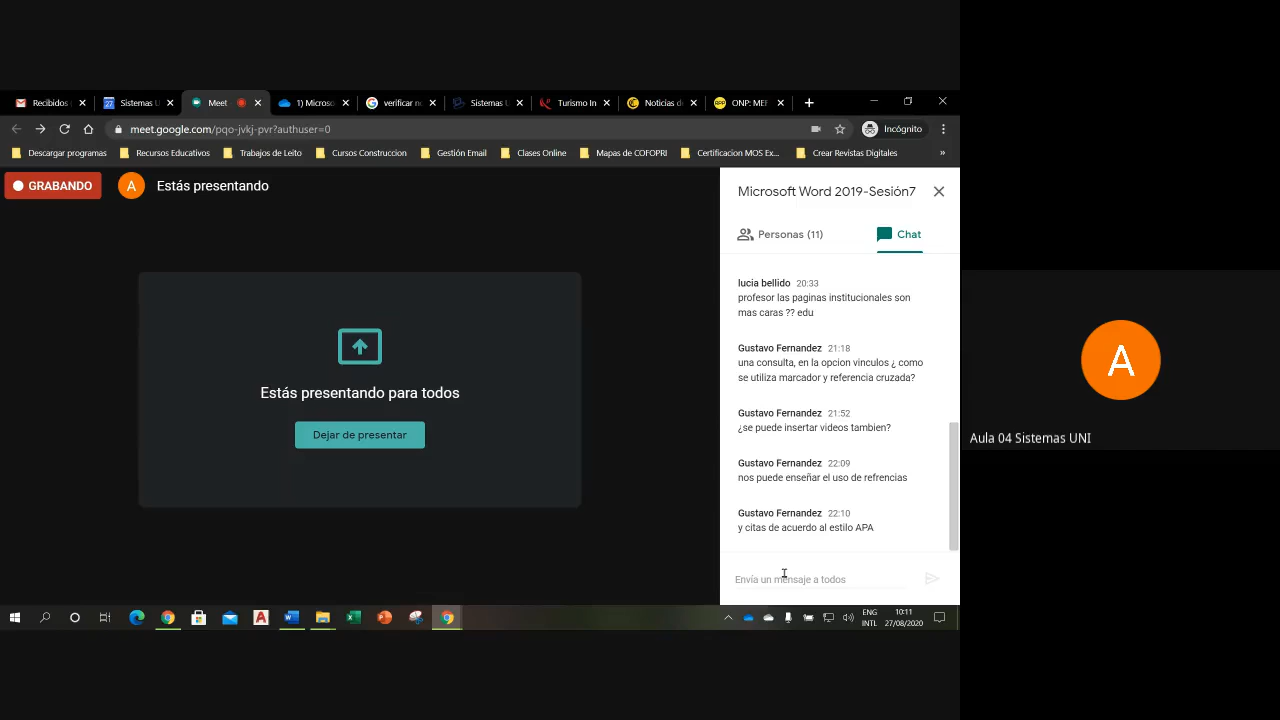 Recibidos
Sistemas U
Meet
1) Microso
verificar n
Sistemas U
Turismo In
Noticias d
ONP: MEF
meet.google.com/pqo-jvkj-pvr?authuser=0
Incógnito
Descargar programas
Recursos Educativos
Trabajos de Leito
Cursos Construccion
Gestión Email
Clases Online
Mapas de COFOPRI
Certificacion MOS Ex...
Crear Revistas Digitales
»
GRABANDO
A
Estás presentando
Microsoft Word 2019-Sesión7
Personas (11)
Chat
lucia bellido 20:33
profesor las paginas institucionales son
mas caras ?? edu
Gustavo Fernandez 21:18
una consulta, en la opcion vinculos ¿ como
se utiliza marcador y referencia cruzada?
Gustavo Fernandez 21:52
¿se puede insertar videos tambien?
Gustavo Fernandez 22:09
nos puede enseñar el uso de refrencias
Gustavo Fernandez 22:10
y citas de acuerdo al estilo APA
Envía un mensaje a todos
Estás presentando para todos
Dejar de presentar
A
Aula 04 Sistemas UNI
ENG
INTL
10:11
27/08/2020